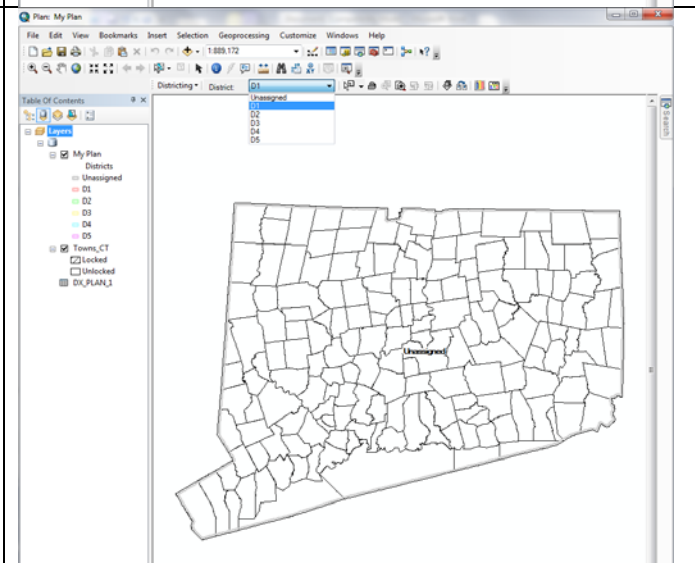 Plan: My Plan
File Edit View Bookmarks Insert Selection Geoprocessing Customize Windows Help
1:889,172
Districting District: D1
Unassigned
D1
D2
D3
D4
D5
Table Of Contents
Layers
My Plan
Districts
Unassigned
D1
D2
D3
D4
D5
Towns_CT
Locked
Unlocked
DX_PLAN_1
Unassigned
Search